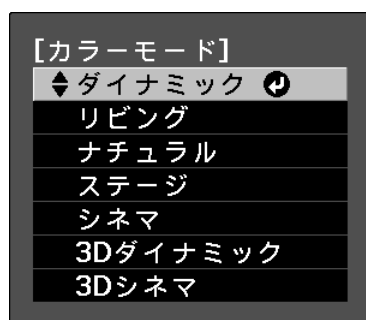 [カラーモード]
ダイナミック
リビング
ナチュラル
ステージ
シネマ
3Dダイナミック
3Dシネマ